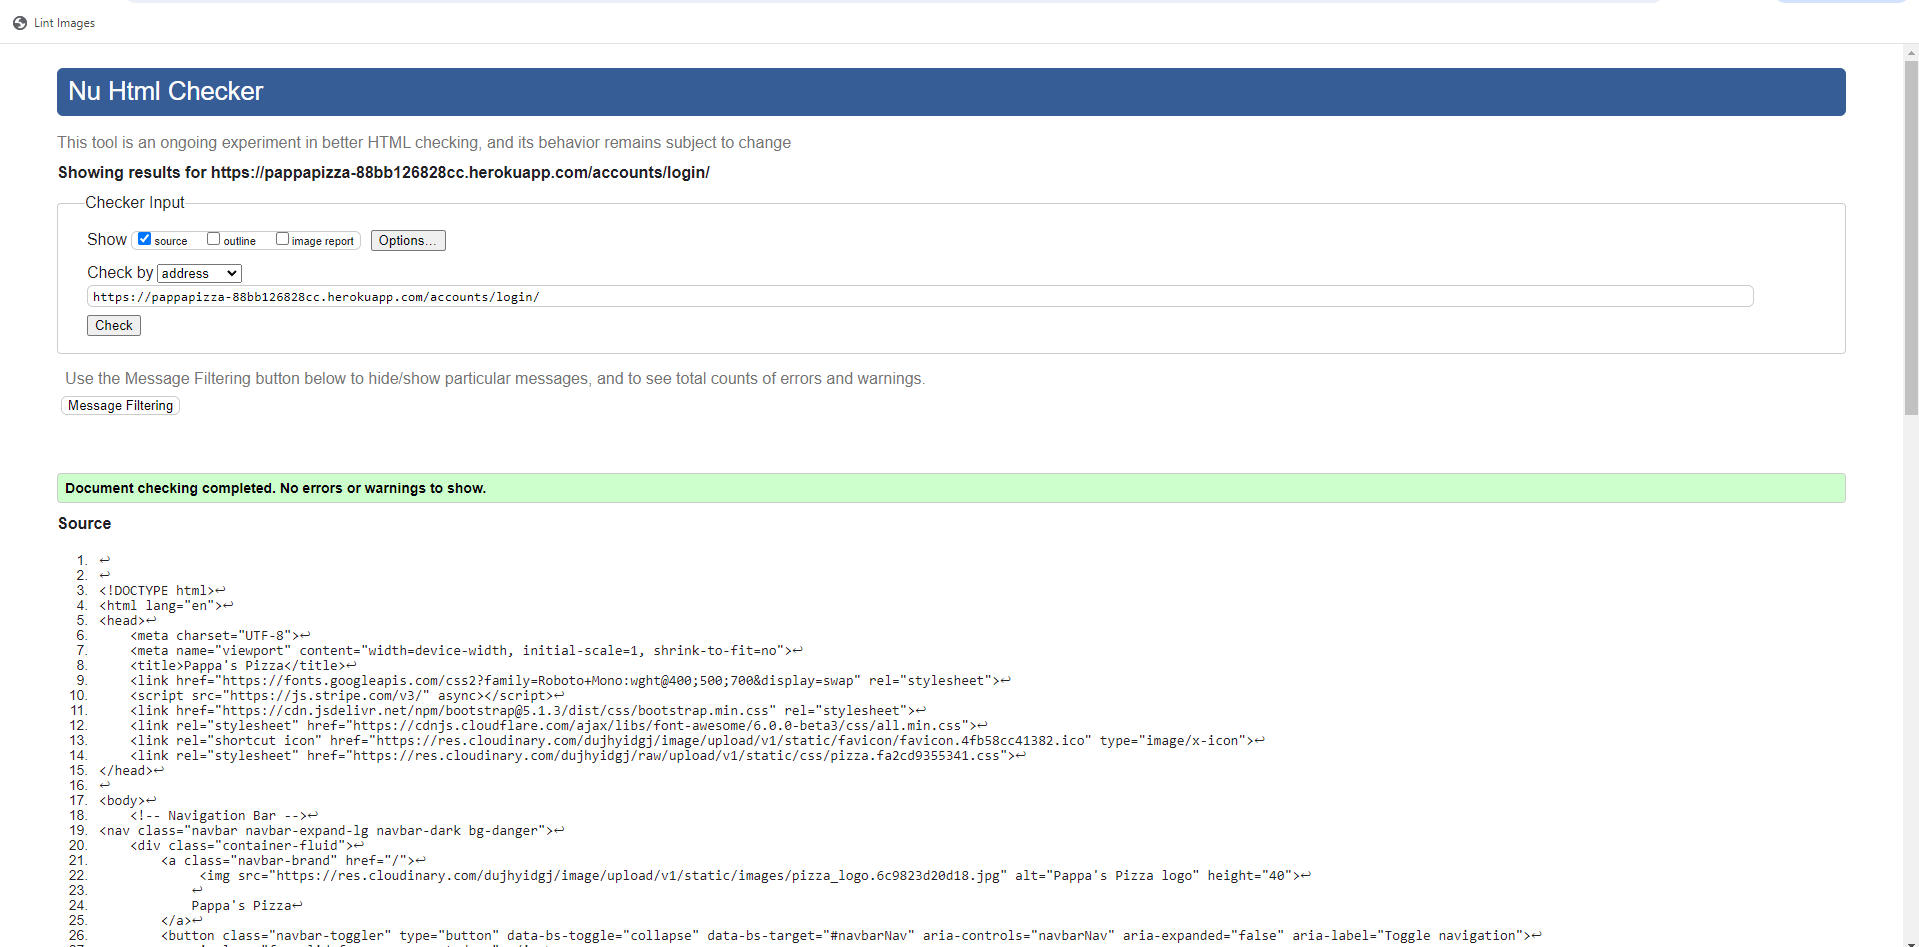 Lint Images
Nu Html Checker
This tool is an ongoing experiment in better HTML checking, and its behavior remains subject to change
Showing results for https://pappapizza-88bb126828cc.herokuapp.com/accounts/login/
Checker Input
Show source outline image report Options...
Check by address
https://pappapizza-88bb126828cc.herokuapp.com/accounts/login/
Check
Use the Message Filtering button below to hide/show particular messages, and to see total counts of errors and warnings.
Message Filtering
Document checking completed. No errors or warnings to show.
Source
1. ↩
2. ↩
3. <!DOCTYPE html>↩
4. <html lang="en">↩
5. <head>↩
6. <meta charset="UTF-8">↩
7. <meta name="viewport" content="width=device-width, initial-scale=1, shrink-to-fit=no">↩
8. <title>Pappa's Pizza</title>↩
9. <link href="https://fonts.googleapis.com/css2?family=Roboto+Mono:wght@400;500;700&display=swap" rel="stylesheet">↩
10. <script src="https://js.stripe.com/v3/" async></script>↩
11. <link href="https://cdn.jsdelivr.net/npm/bootstrap@5.1.3/dist/css/bootstrap.min.css" rel="stylesheet">↩
12. <link rel="stylesheet" href="https://cdnjs.cloudflare.com/ajax/libs/font-awesome/6.0.0-beta3/css/all.min.css">↩
13. <link rel="shortcut icon" href="https://res.cloudinary.com/dujhyidgj/image/upload/v1/static/favicon/favicon.4fb58cc41382.ico" type="image/x-icon">↩
14. <link rel="stylesheet" href="https://res.cloudinary.com/dujhyidgj/raw/upload/v1/static/css/pizza.fa2cd9355341.css">↩
15. </head>↩
16. ↩
17. <body>↩
18. <!-- Navigation Bar -->↩
19. <nav class="navbar navbar-expand-lg navbar-dark bg-danger">↩
20. <div class="container-fluid">↩
21. <a class="navbar-brand" href="/">↩
22. <img src="https://res.cloudinary.com/dujhyidgj/image/upload/v1/static/images/pizza_logo.6c9823d20d18.jpg" alt="Pappa's Pizza logo" height="40">↩
23. ↩
24. Pappa's Pizza↩
25. </a>↩
26. <button class="navbar-toggler" type="button" data-bs-toggle="collapse" data-bs-target="#navbarNav" aria-controls="navbarNav" aria-expanded="false" aria-label="Toggle navigation">↩